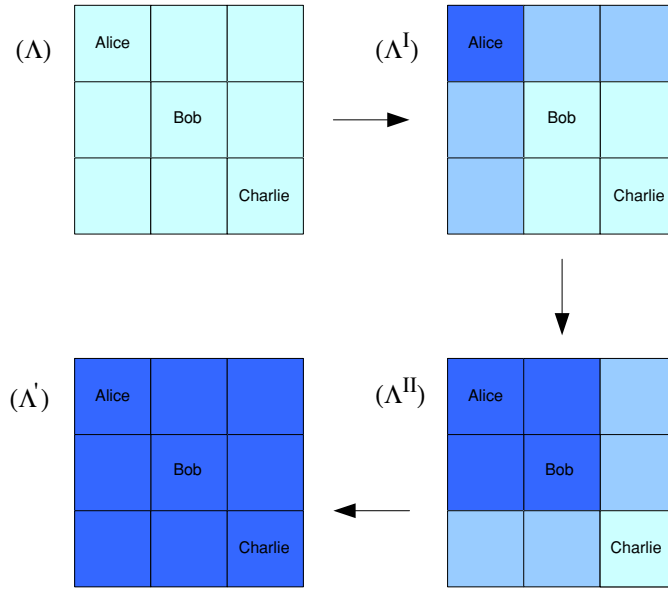 (Λ)
Alice
Bob
Charlie
(Λ^I)
Alice
Bob
Charlie
(Λ')
Alice
Bob
Charlie
(Λ^II)
Alice
Bob
Charlie